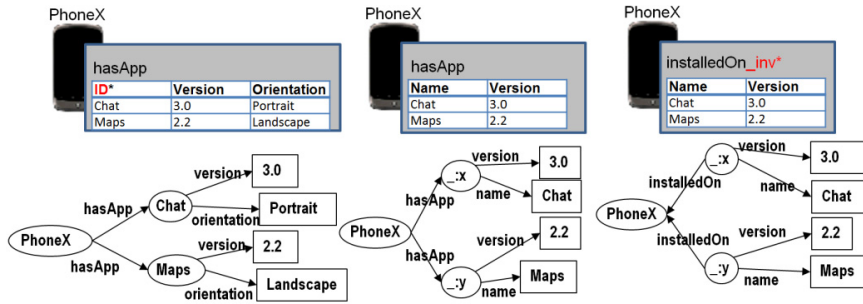 PhoneX
hasApp
ID* Version Orientation
Chat 3.0 Portrait
Maps 2.2 Landscape
version
3.0
hasApp
Chat
orientation
Portrait
PhoneX
version
2.2
hasApp
Maps
orientation
Landscape
PhoneX
hasApp
Name Version
Chat 3.0
Maps 2.2
version
3.0
_:x
name
Chat
hasApp
PhoneX
version
2.2
hasApp
_:y
name
Maps
PhoneX
installedOn_inv*
Name Version
Chat 3.0
Maps 2.2
version
3.0
_:x
name
Chat
installedOn
PhoneX
installedOn
version
2.2
_:y
name
Maps